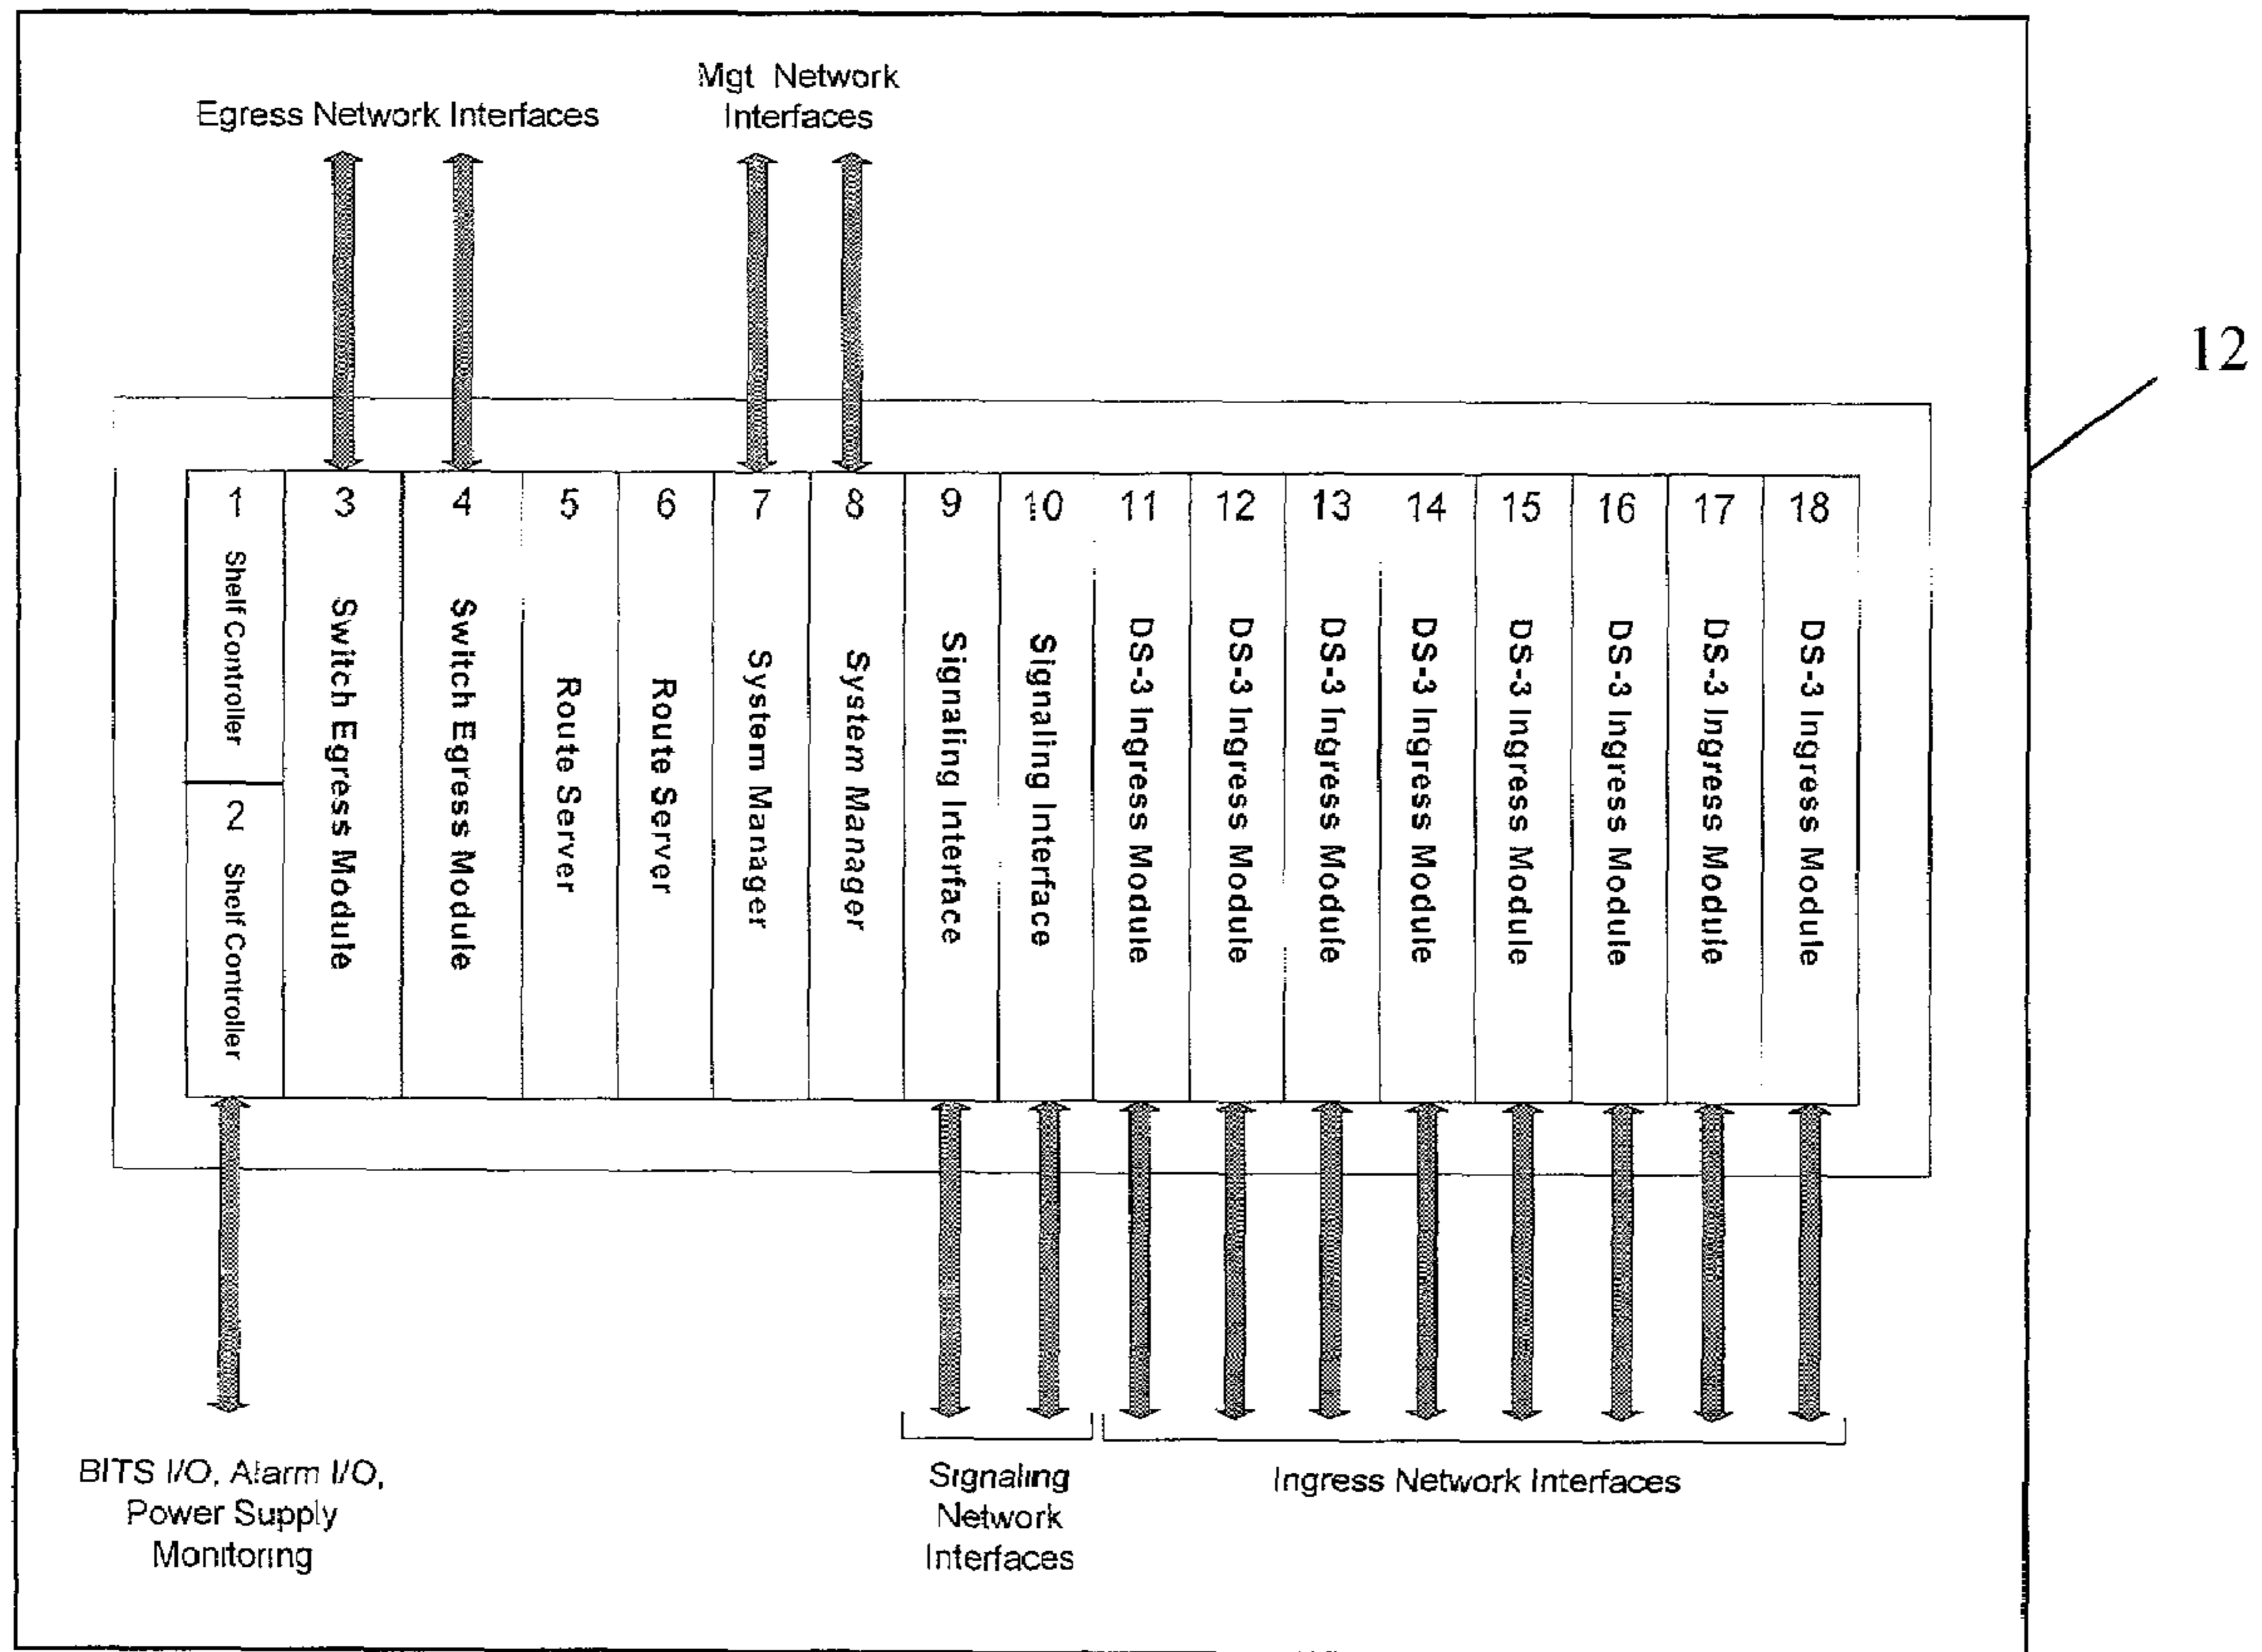 Mgt Network
Interfaces
Egress Network Interfaces
12
1 Shelf Controller
2 Shelf Controller
3 Switch Egress Module
4 Switch Egress Module
5 Route Server
6 Route Server
7 System Manager
8 System Manager
9 Signaling Interface
10 Signaling Interface
11 DS-3 Ingress Module
12 DS-3 Ingress Module
13 DS-3 Ingress Module
14 DS-3 Ingress Module
15 DS-3 Ingress Module
16 DS-3 Ingress Module
17 DS-3 Ingress Module
18 DS-3 Ingress Module
BITS I/O, Alarm I/O,
Power Supply
Monitoring
Signaling
Network
Interfaces
Ingress Network Interfaces